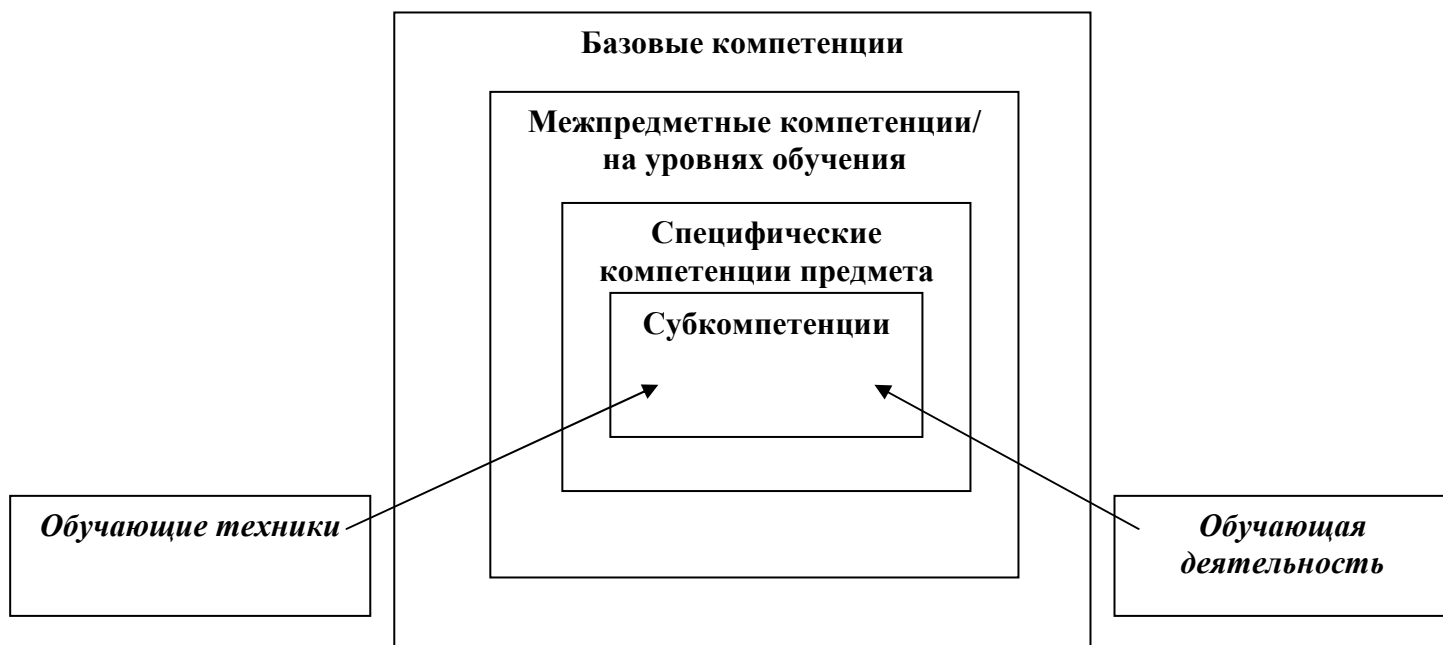 Базовые компетенции
Межпредметные компетенции/
на уровнях обучения
Специфические
компетенции предмета
Субкомпетенции
Обучающие техники
Обучающая
деятельность